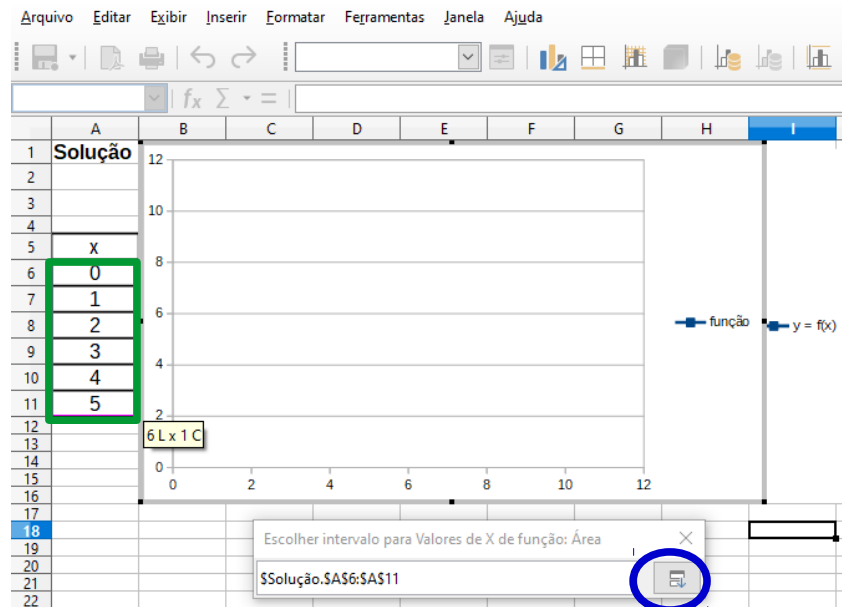 Arquivo Editar Exibir Inserir Formatar Ferramentas Janela Ajuda
fx Σ =
A B C D E F G H I
1 Solução
2
3
4
5 x
6 0
7 1
8 2
9 3
10 4
11 5
12
13
14
15
16
17
18
19
20
21
22
12
10
8
6
4
2
0
0 2 4 6 8 10 12
função
y = f(x)
6 L x 1 C
Escolher intervalo para Valores de X de função: Área
$Solução.$A$6:$A$11